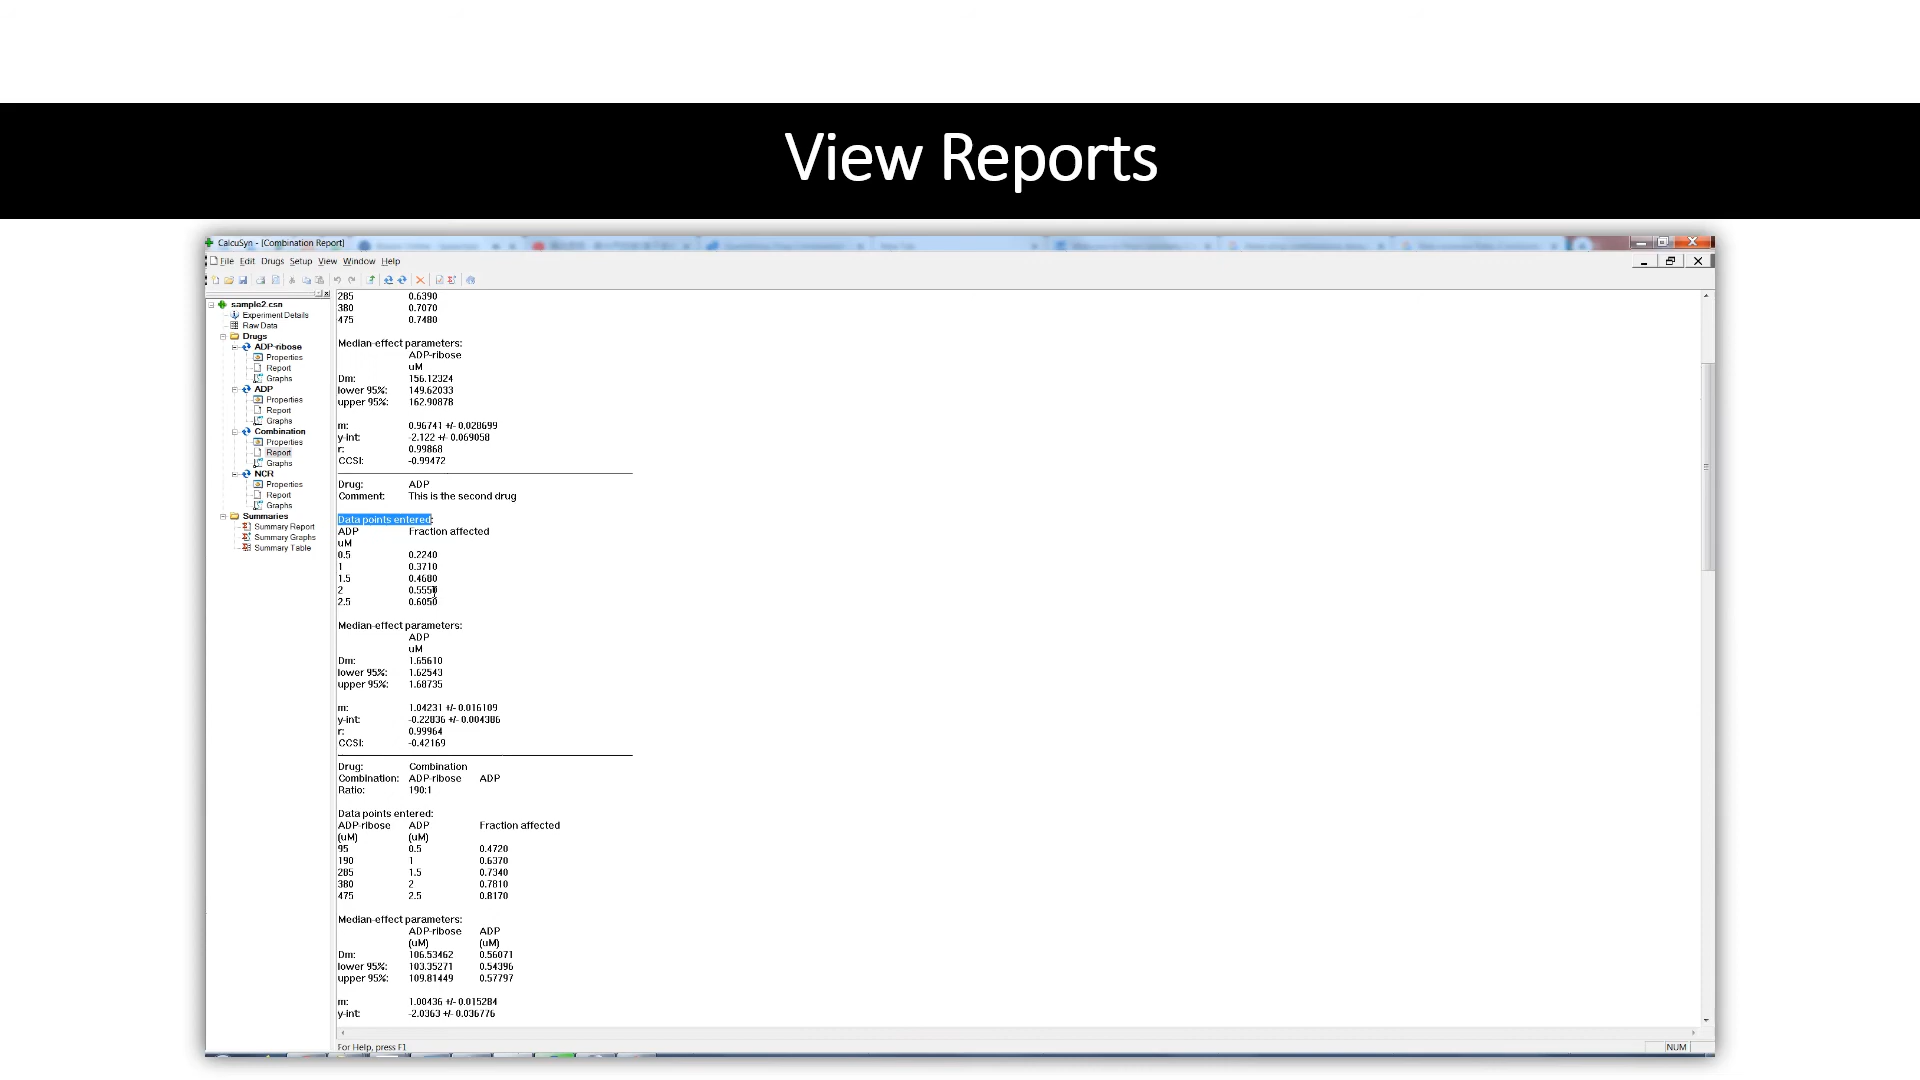 View Reports
CalcuSyn - [Combination Report]
File Edit Drugs Setup View Window Help
sample2.csn
Experiment Details
Raw Data
Drugs
ADP-ribose
Properties
Report
Graphs
ADP
Properties
Report
Graphs
Combination
Properties
Report
Graphs
NCR
Properties
Report
Graphs
Summaries
Summary Report
Summary Graphs
Summary Table
285 0.6390
380 0.7070
475 0.7480
Median-effect parameters:
ADP-ribose
uM
Dm: 156.12324
lower 95%: 149.62033
upper 95%: 162.90878
m: 0.96741 +/- 0.028699
y-int: -2.122 +/- 0.069058
r: 0.99868
CCSI: -0.99472
Drug: ADP
Comment: This is the second drug
Data points entered:
ADP Fraction affected
uM
0.5 0.2240
1 0.3710
1.5 0.4680
2 0.5550
2.5 0.6050
Median-effect parameters:
ADP
uM
Dm: 1.65610
lower 95%: 1.62543
upper 95%: 1.68735
m: 1.04231 +/- 0.016109
y-int: -0.22836 +/- 0.004386
r: 0.99964
CCSI: -0.42169
Drug: Combination
Combination: ADP-ribose ADP
Ratio: 190:1
Data points entered:
ADP-ribose ADP Fraction affected
(uM) (uM)
95 0.5 0.4720
190 1 0.6370
285 1.5 0.7340
380 2 0.7810
475 2.5 0.8170
Median-effect parameters:
ADP-ribose ADP
(uM) (uM)
Dm: 106.53462 0.56071
lower 95%: 103.35271 0.54396
upper 95%: 109.81449 0.57797
m: 1.00436 +/- 0.015284
y-int: -2.0363 +/- 0.036776
For Help, press F1
NUM